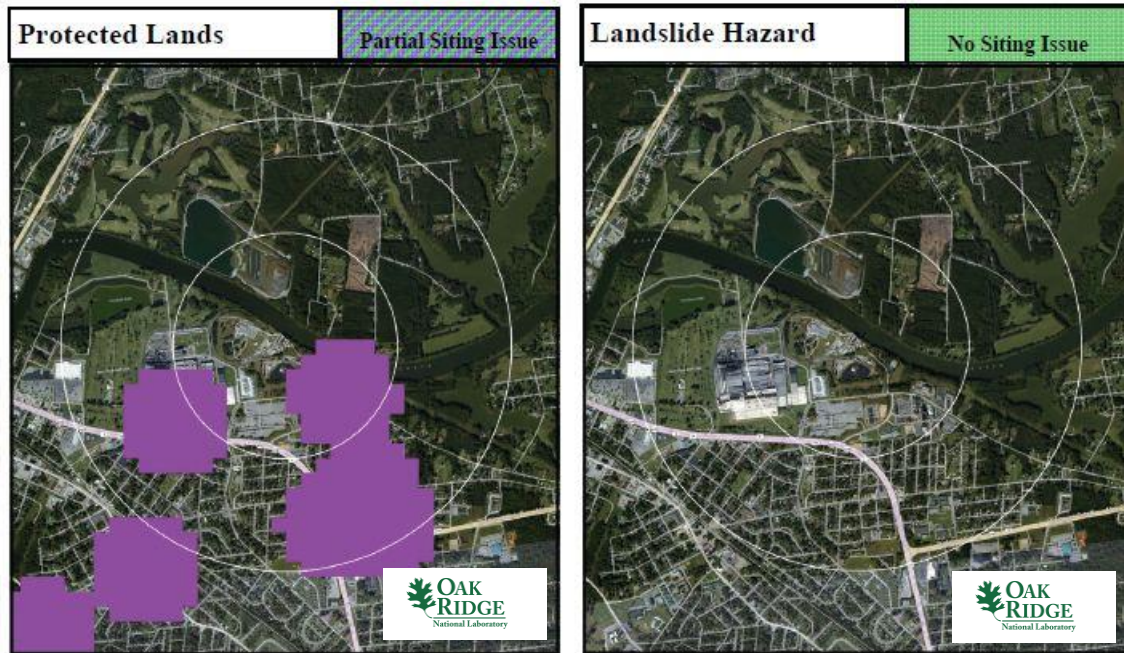 Protected Lands
Partial Siting Issue
Landslide Hazard
No Siting Issue
OAK
RIDGE
National Laboratory
OAK
RIDGE
National Laboratory